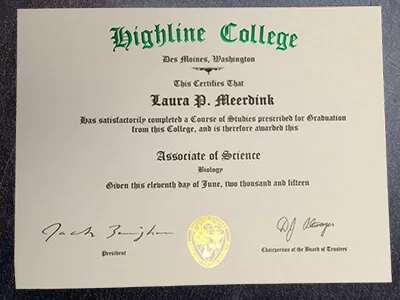 Highline College
Des Moines, Washington
This Certifies That
Laura P. Meerdink
Has satisfactorily completed a Course of Studies prescribed for Graduation
from this College, and is therefore awarded this
Associate of Science
Biology
Given this eleventh day of June, two thousand and fifteen
Jack
President
Chairperson of the Board of Trustees